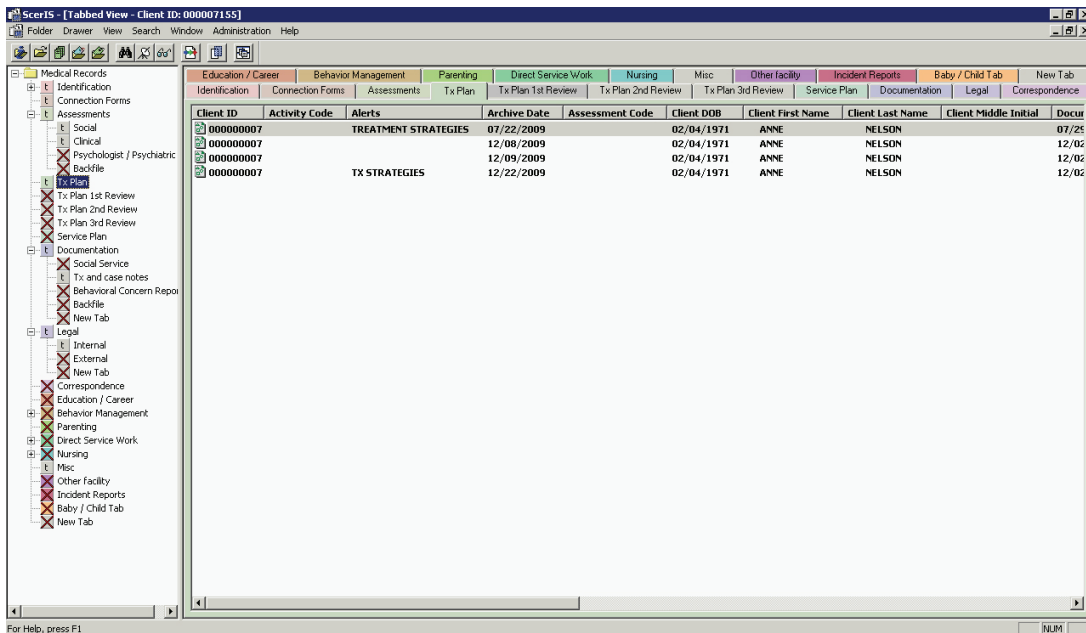 ScerIS - [Tabbed View - Client ID: 000007155]
Folder Drawer View Search Window Administration Help
Medical Records
t Identification
t Connection Forms
t Assessments
t Social
t Clinical
Psychologist / Psychiatric
Backfile
t Tx Plan
Tx Plan 1st Review
Tx Plan 2nd Review
Tx Plan 3rd Review
Service Plan
t Documentation
Social Service
t Tx and case notes
Behavioral Concern Repor
Backfile
New Tab
t Legal
t Internal
External
New Tab
Correspondence
Education / Career
Behavior Management
Parenting
Direct Service Work
Nursing
t Misc
Other facility
Incident Reports
Baby / Child Tab
New Tab
Education / Career Behavior Management Parenting Direct Service Work Nursing Misc Other facility Incident Reports Baby / Child Tab New Tab
Identification Connection Forms Assessments Tx Plan Tx Plan 1st Review Tx Plan 2nd Review Tx Plan 3rd Review Service Plan Documentation Legal Correspondence
Client ID Activity Code Alerts Archive Date Assessment Code Client DOB Client First Name Client Last Name Client Middle Initial Docur
000000007 TREATMENT STRATEGIES 07/22/2009 02/04/1971 ANNE NELSON 07/29
000000007 12/08/2009 02/04/1971 ANNE NELSON 12/02
000000007 12/09/2009 02/04/1971 ANNE NELSON 12/02
000000007 TX STRATEGIES 12/22/2009 02/04/1971 ANNE NELSON 12/02
For Help, press F1
NUM